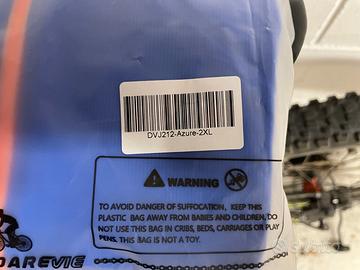 DVJ212-Azure-2XL
WARNING
TO AVOID DANGER OF SUFFOCATION, KEEP THIS
PLASTIC BAG AWAY FROM BABIES AND CHILDREN, DO
NOT USE THIS BAG IN CRIBS, BEDS, CARRIAGES OR PLAY
PENS. THIS BAG IS NOT A TOY.
DAREVIE
subito